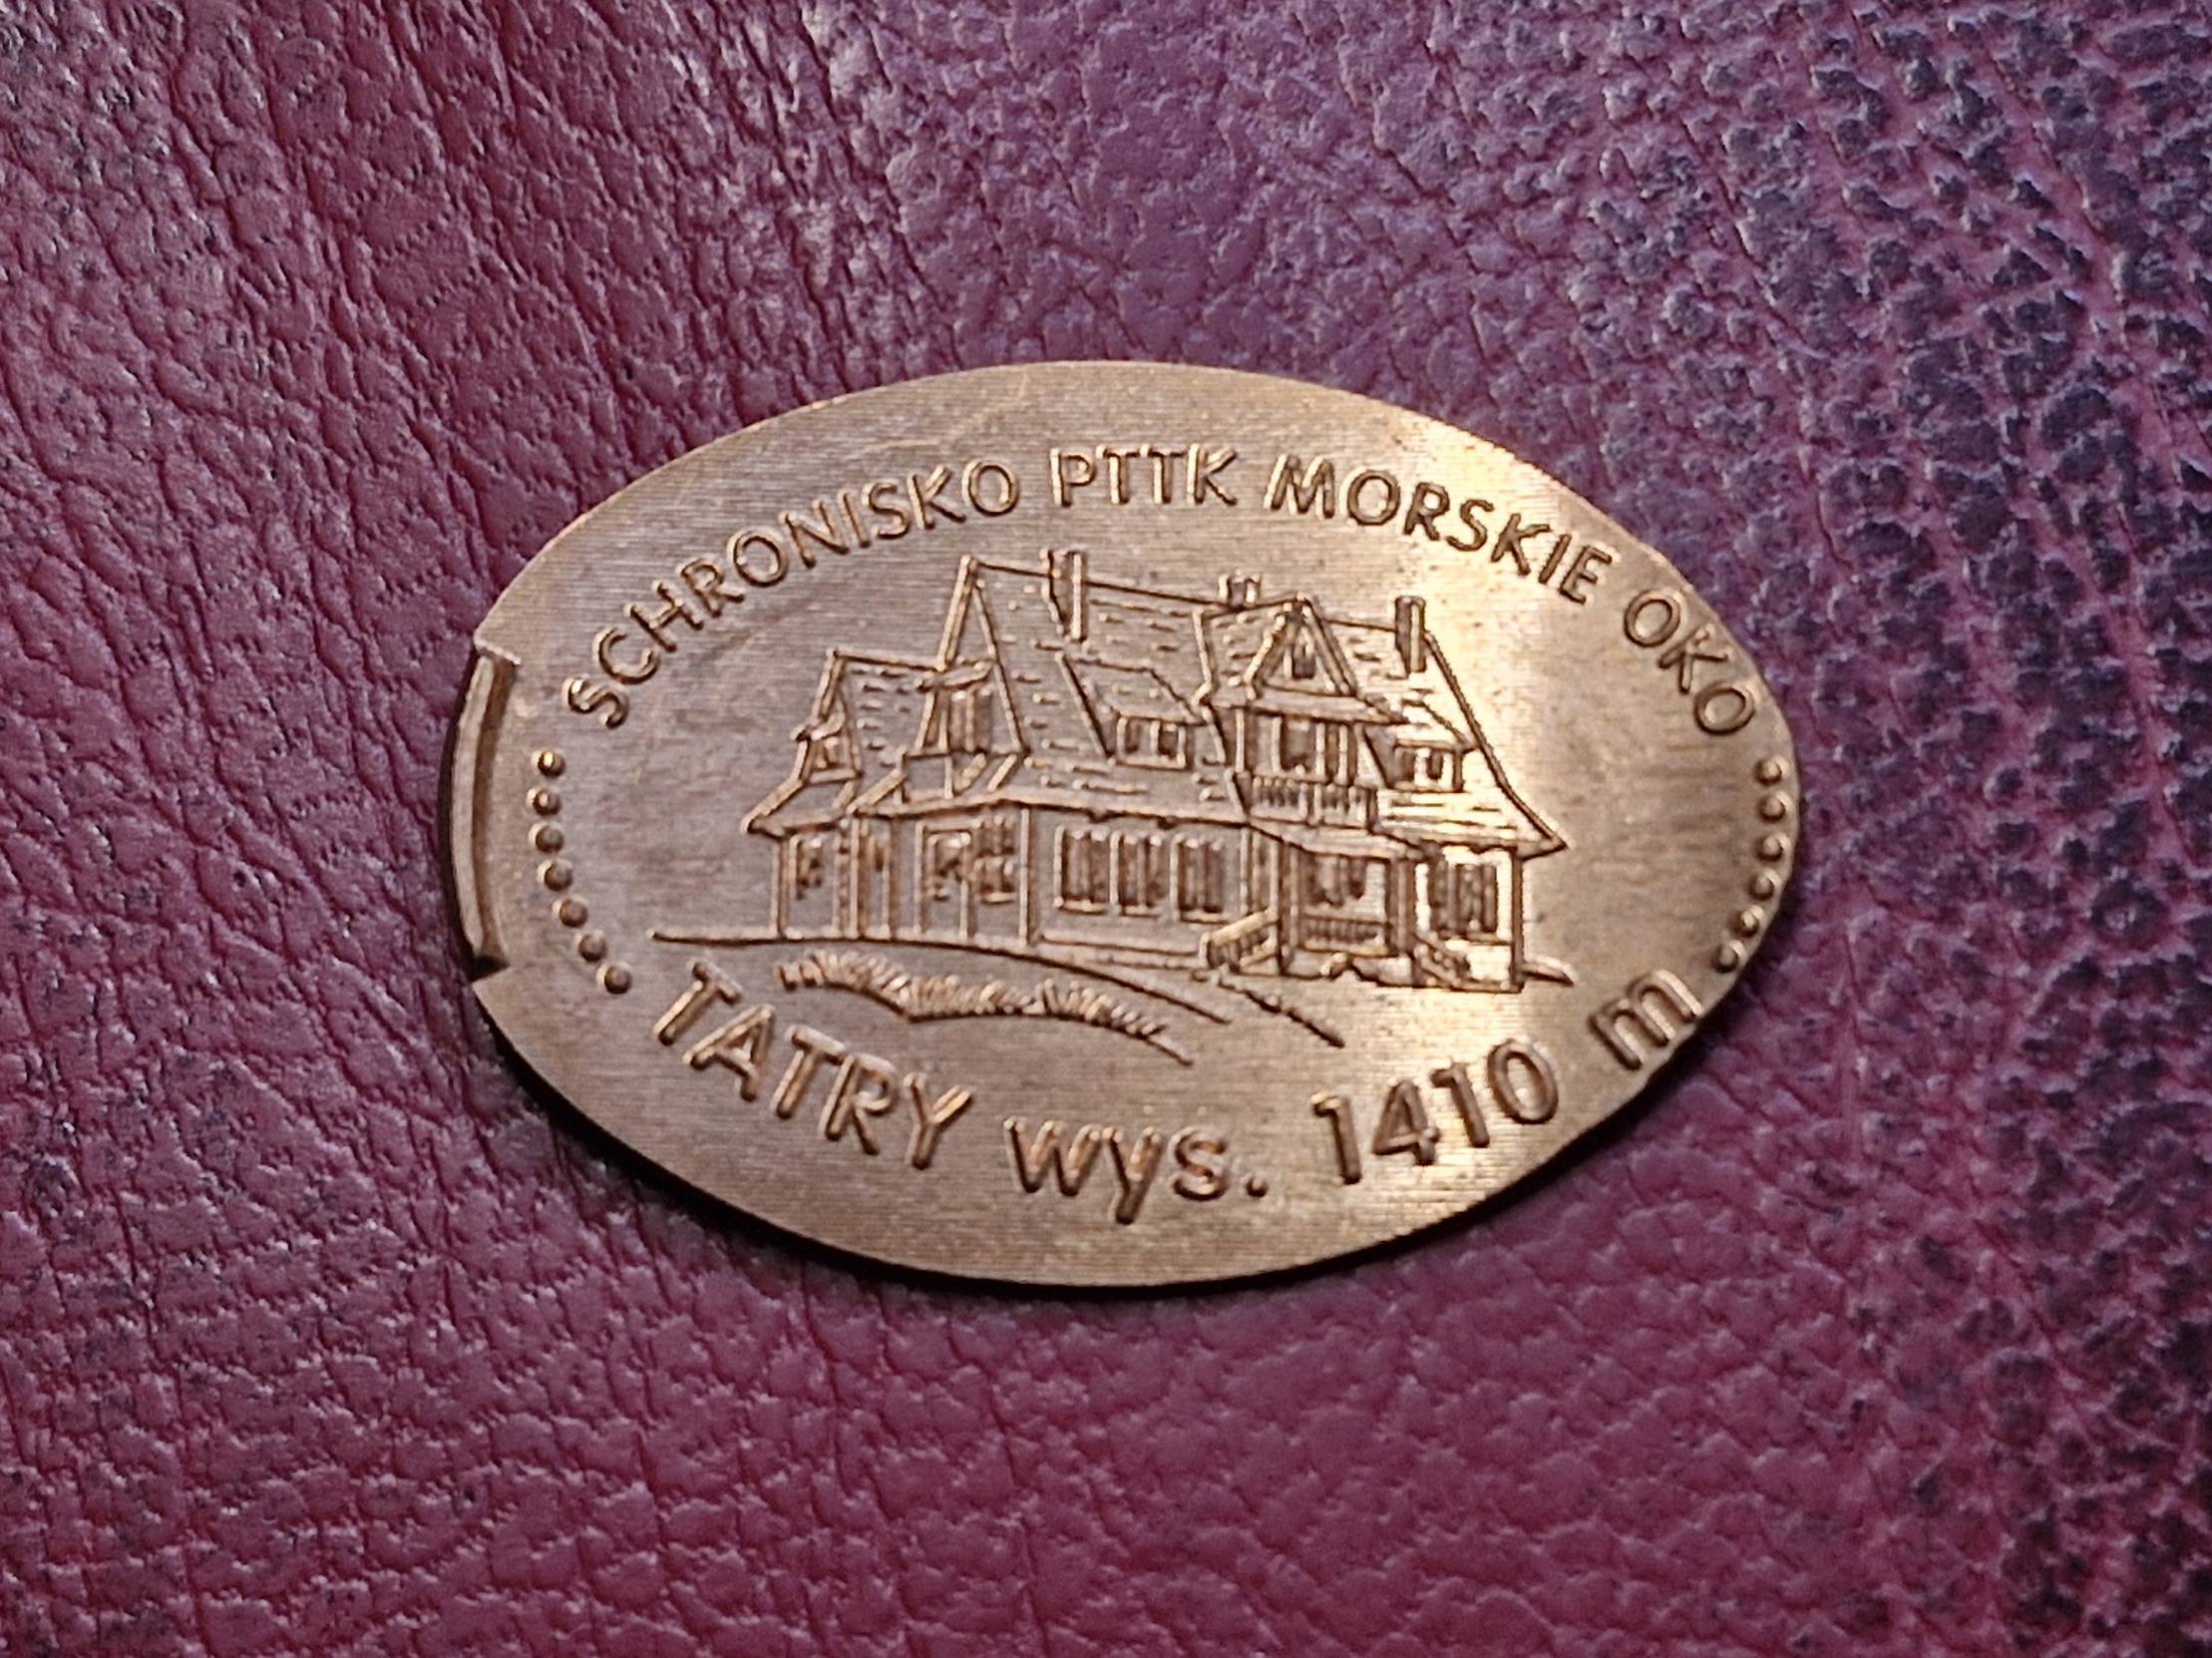 SCHRONISKO PTTK MORSKIE OKO
TATRY wys. 1410 m